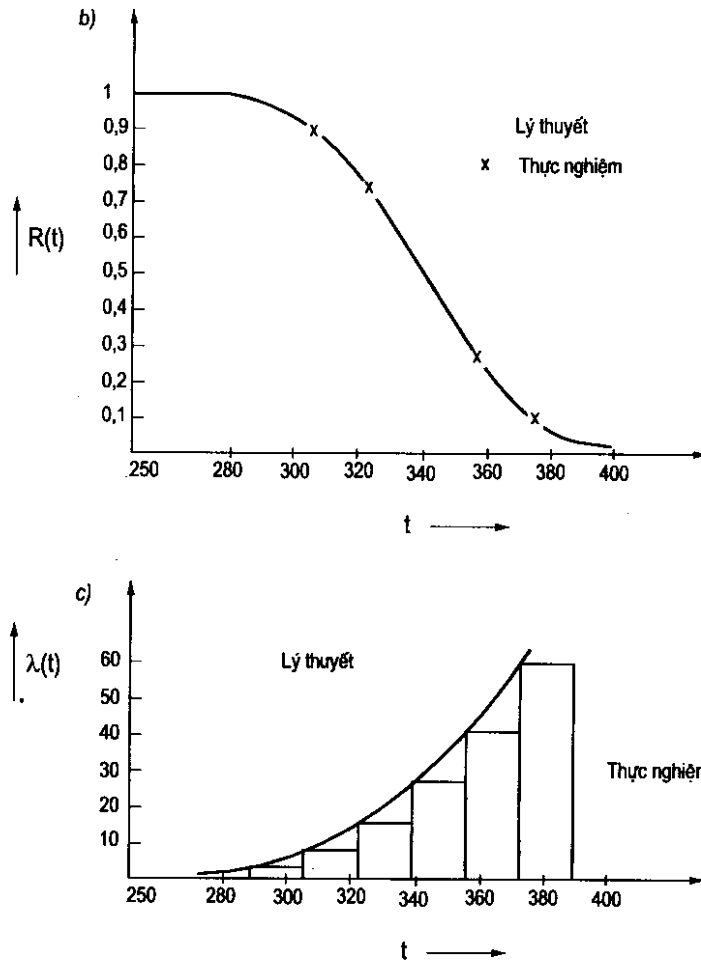 b)
1
0,9
0,8
0,7
0,6
0,5
0,4
0,3
0,2
0,1
R(t)
Lý thuyết
x Thực nghiệm
250 280 300 320 340 360 380 400
t
c)
λ(t)
60
50
40
30
20
10
Lý thuyết
Thực nghiệm
250 280 300 320 340 360 380 400
t